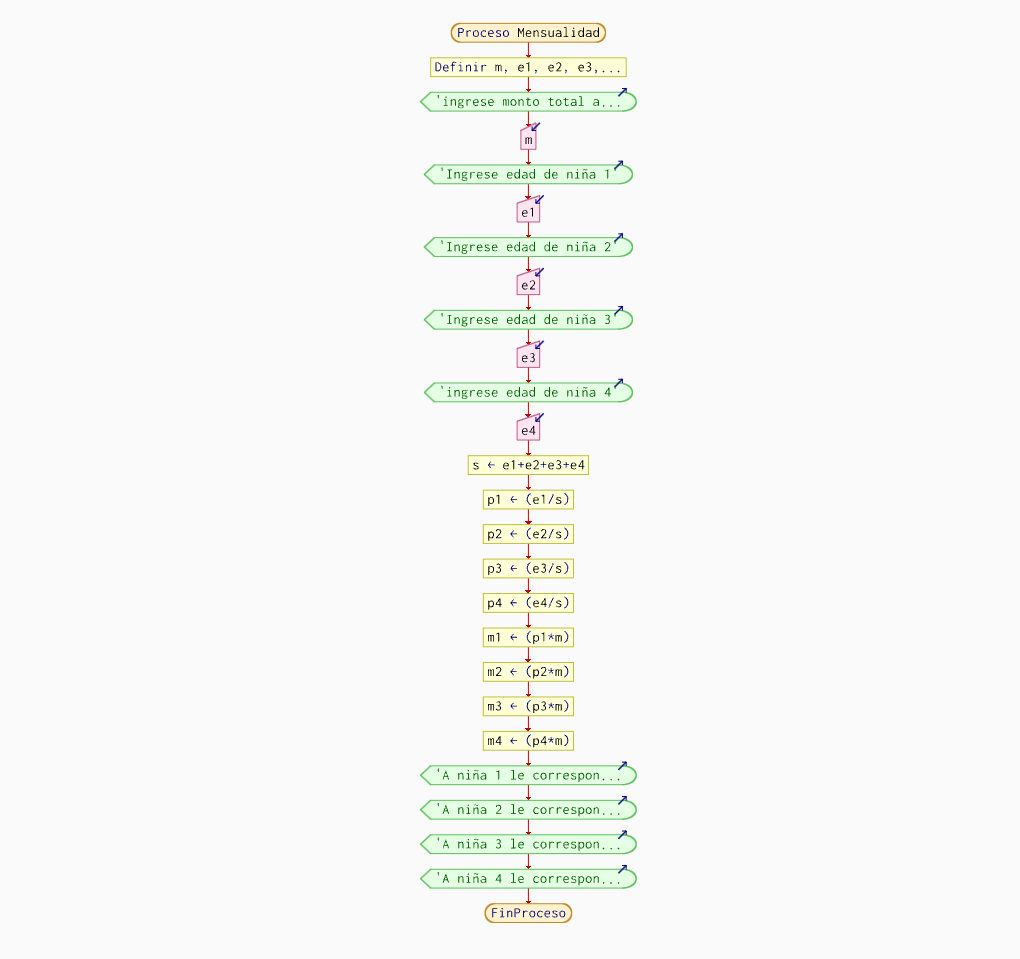 Proceso Mensualidad
Definir m, e1, e2, e3,...
'ingrese monto total a...
m
'Ingrese edad de niña 1'
e1
'Ingrese edad de niña 2'
e2
'Ingrese edad de niña 3'
e3
'ingrese edad de niña 4'
e4
s ← e1+e2+e3+e4
p1 ← (e1/s)
p2 ← (e2/s)
p3 ← (e3/s)
p4 ← (e4/s)
m1 ← (p1*m)
m2 ← (p2*m)
m3 ← (p3*m)
m4 ← (p4*m)
'A niña 1 le correspon...
'A niña 2 le correspon...
'A niña 3 le correspon...
'A niña 4 le correspon...
FinProceso